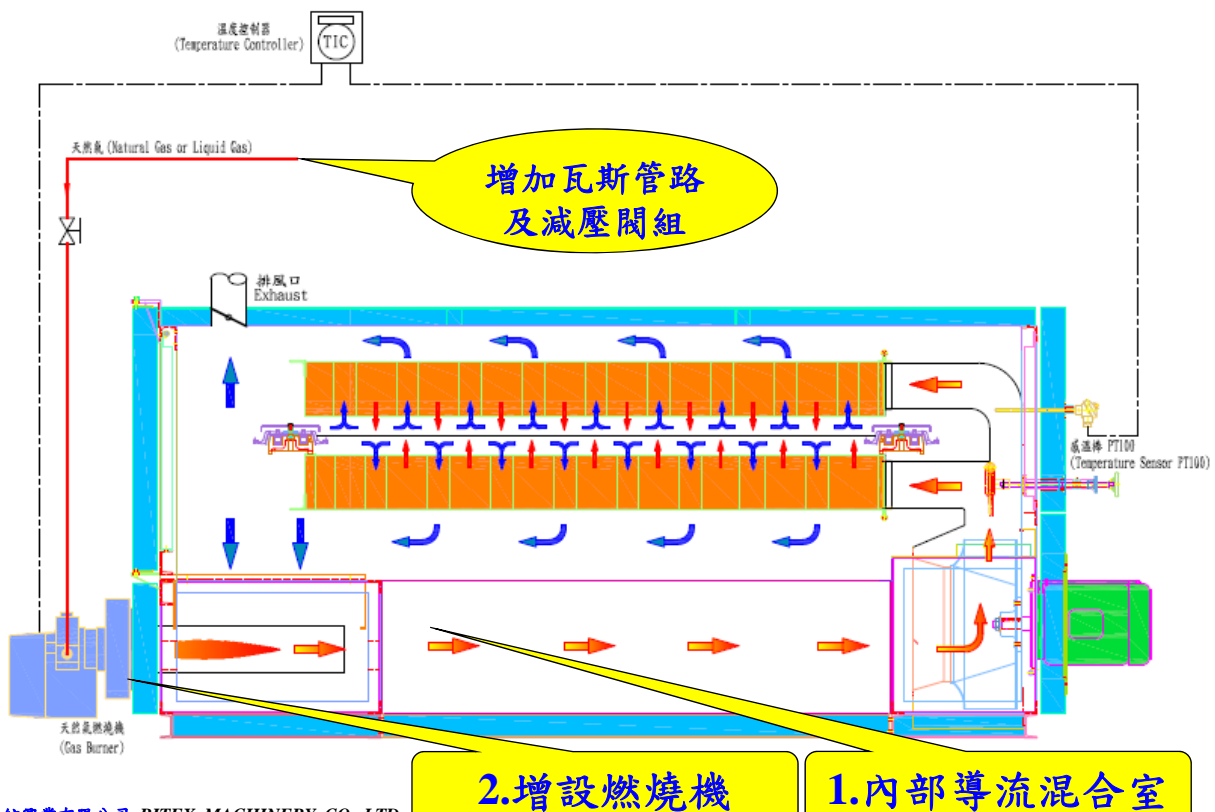 溫度控制器
(Temperature Controller)
TIC
天然氣 (Natural Gas or Liquid Gas)
增加瓦斯管路
及減壓閥組
排風口
Exhaust
感溫棒 PT100
(Temperature Sensor PT100)
天然氣燃燒機
(Gas Burner)
2.增設燃燒機
1.內部導流混合室
MACHINERY CO., LTD